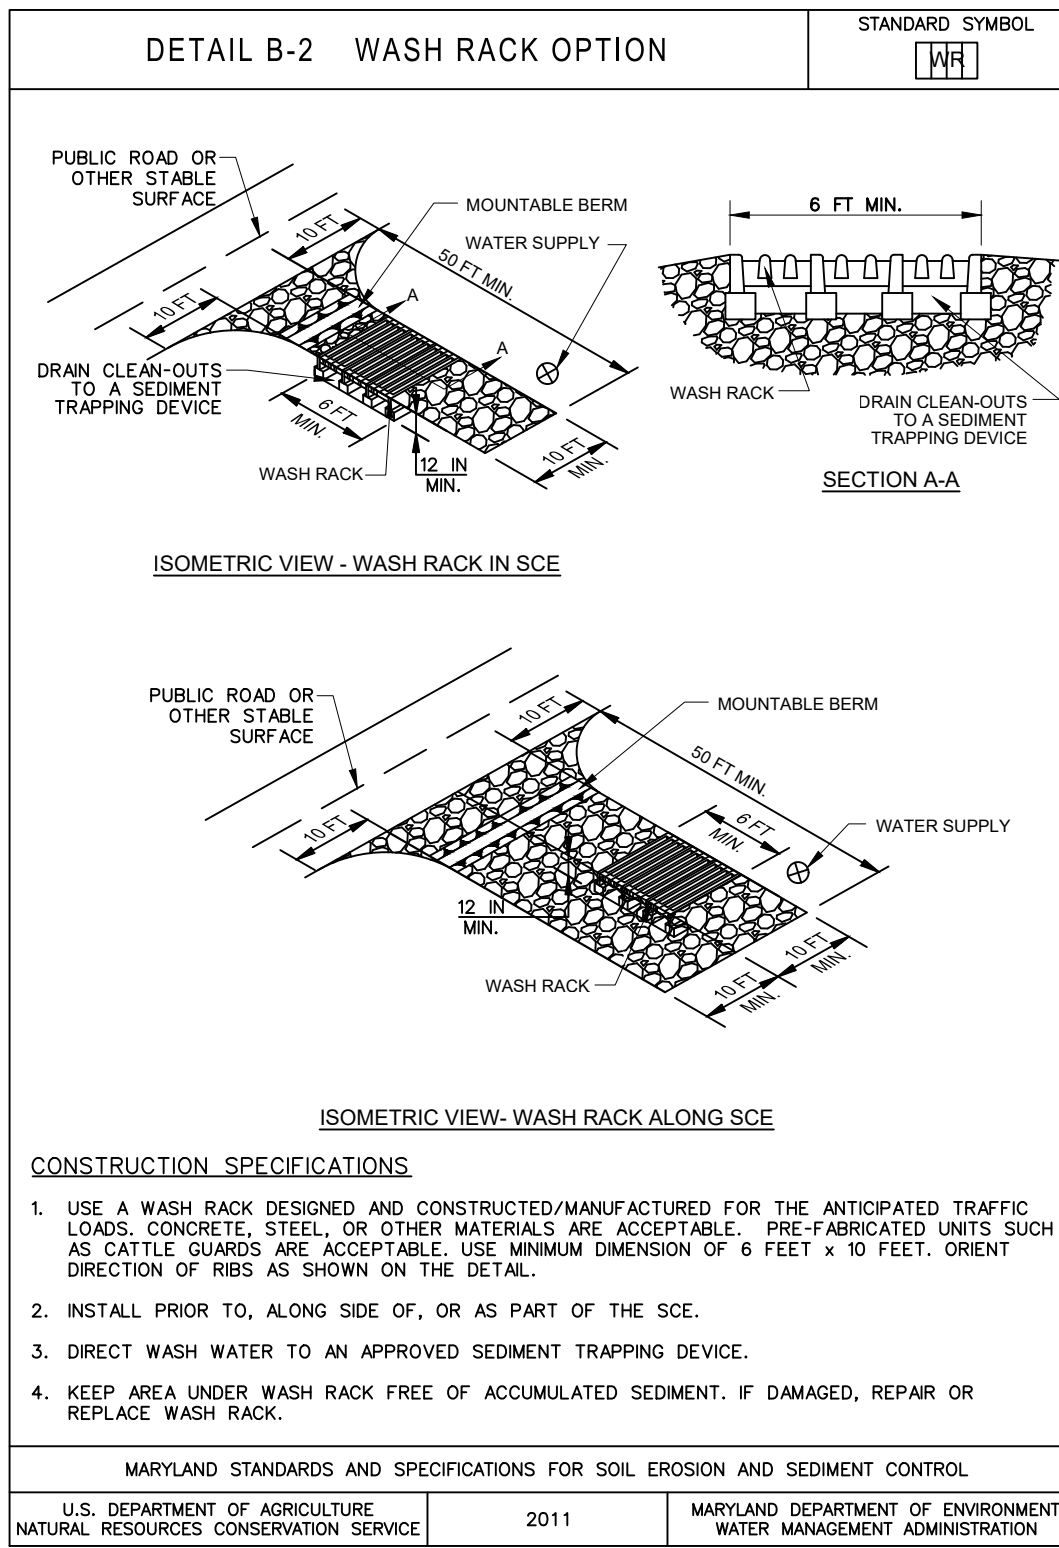 DETAIL B-2 WASH RACK OPTION
STANDARD SYMBOL
WR
PUBLIC ROAD OR
OTHER STABLE
SURFACE
10 FT
MOUNTABLE BERM
WATER SUPPLY
50 FT MIN.
10 FT
A
A
DRAIN CLEAN-OUTS
TO A SEDIMENT
TRAPPING DEVICE
6 FT
MIN.
WASH RACK
12 IN
MIN.
10 FT
MIN.
6 FT MIN.
WASH RACK
DRAIN CLEAN-OUTS
TO A SEDIMENT
TRAPPING DEVICE
SECTION A-A
ISOMETRIC VIEW - WASH RACK IN SCE
PUBLIC ROAD OR
OTHER STABLE
SURFACE
10 FT
MOUNTABLE BERM
50 FT MIN.
10 FT
6 FT
MIN.
WATER SUPPLY
12 IN
MIN.
WASH RACK
10 FT
MIN.
10 FT
MIN.
ISOMETRIC VIEW- WASH RACK ALONG SCE
CONSTRUCTION SPECIFICATIONS
1. USE A WASH RACK DESIGNED AND CONSTRUCTED/MANUFACTURED FOR THE ANTICIPATED TRAFFIC
LOADS. CONCRETE, STEEL, OR OTHER MATERIALS ARE ACCEPTABLE. PRE-FABRICATED UNITS SUCH
AS CATTLE GUARDS ARE ACCEPTABLE. USE MINIMUM DIMENSION OF 6 FEET x 10 FEET. ORIENT
DIRECTION OF RIBS AS SHOWN ON THE DETAIL.
2. INSTALL PRIOR TO, ALONG SIDE OF, OR AS PART OF THE SCE.
3. DIRECT WASH WATER TO AN APPROVED SEDIMENT TRAPPING DEVICE.
4. KEEP AREA UNDER WASH RACK FREE OF ACCUMULATED SEDIMENT. IF DAMAGED, REPAIR OR
REPLACE WASH RACK.
MARYLAND STANDARDS AND SPECIFICATIONS FOR SOIL EROSION AND SEDIMENT CONTROL
U.S. DEPARTMENT OF AGRICULTURE
NATURAL RESOURCES CONSERVATION SERVICE
2011
MARYLAND DEPARTMENT OF ENVIRONMENT
WATER MANAGEMENT ADMINISTRATION